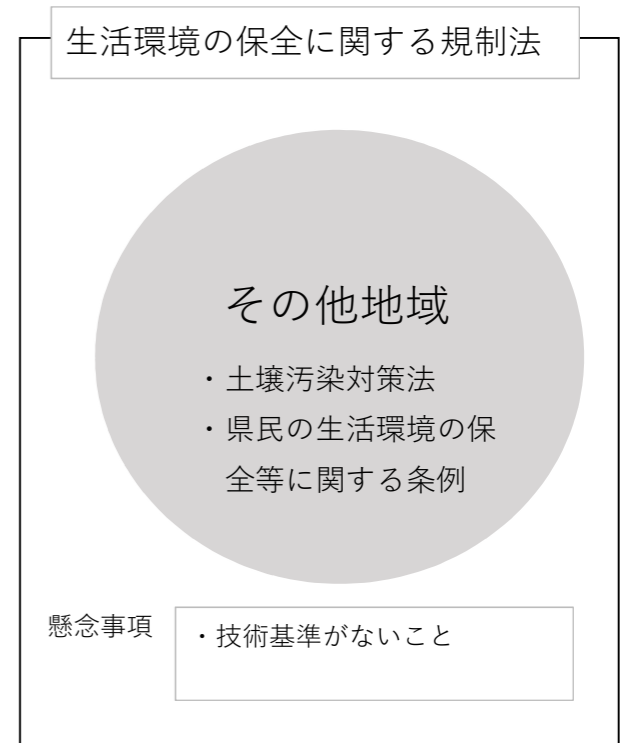 生活環境の保全に関する規制法
その他地域
・土壌汚染対策法
・県民の生活環境の保
全等に関する条例
懸念事項
・技術基準がないこと